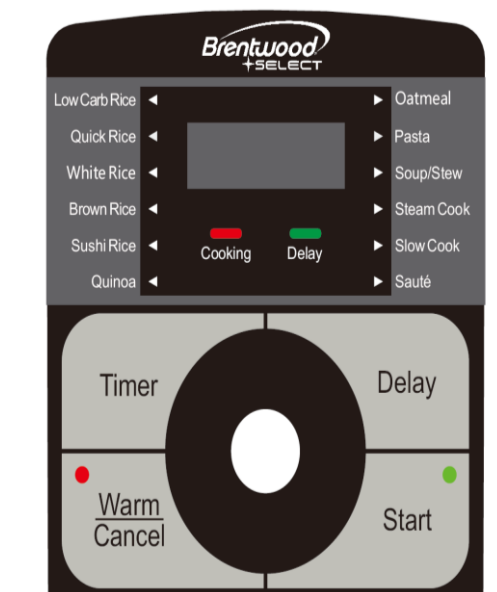 Brentwood
+SELECT
Low Carb Rice
Quick Rice
White Rice
Brown Rice
Sushi Rice
Quinoa
Oatmeal
Pasta
Soup/Stew
Steam Cook
Slow Cook
Sauté
Cooking
Delay
Timer
Delay
Warm
Cancel
Start